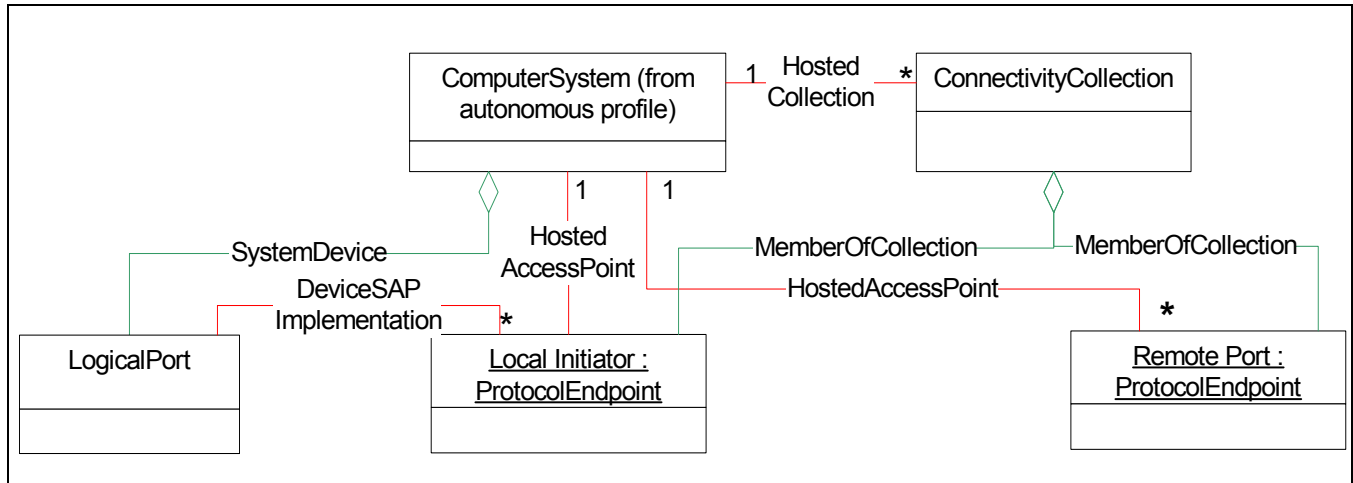 ComputerSystem (from
autonomous profile)
1
Hosted
Collection
*
ConnectivityCollection
1
1
SystemDevice
Hosted
AccessPoint
MemberOfCollection
MemberOfCollection
DeviceSAP
Implementation
*
HostedAccessPoint
*
LogicalPort
Local Initiator :
ProtocolEndpoint
Remote Port :
ProtocolEndpoint